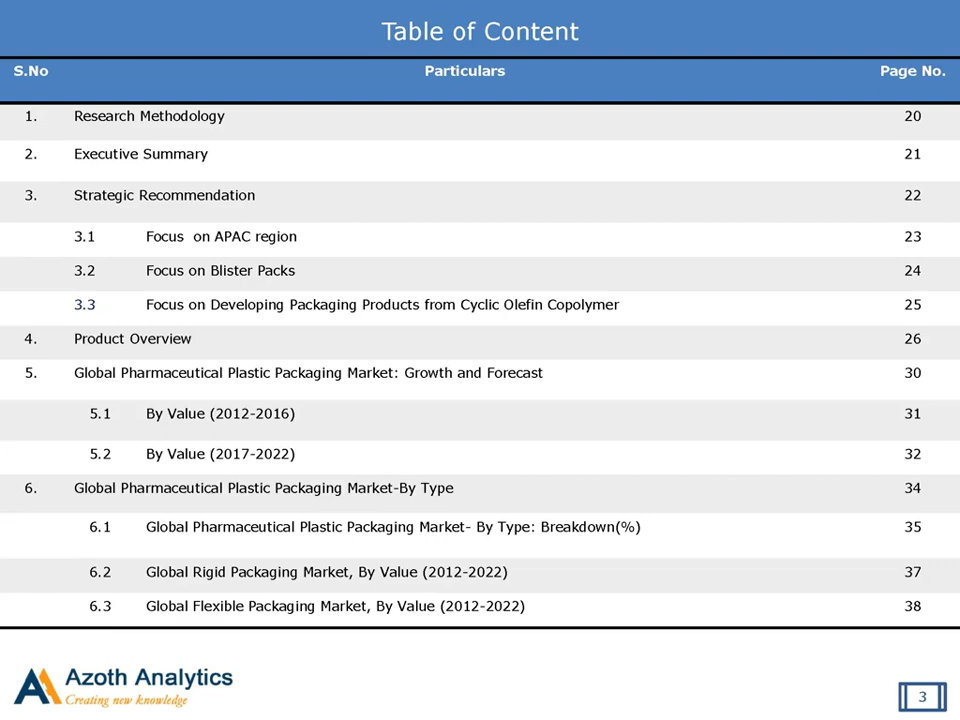 Table of Content
S.No Particulars Page No.
1. Research Methodology 20
2. Executive Summary 21
3. Strategic Recommendation 22
3.1 Focus on APAC region 23
3.2 Focus on Blister Packs 24
3.3 Focus on Developing Packaging Products from Cyclic Olefin Copolymer 25
4. Product Overview 26
5. Global Pharmaceutical Plastic Packaging Market: Growth and Forecast 30
5.1 By Value (2012-2016) 31
5.2 By Value (2017-2022) 32
6. Global Pharmaceutical Plastic Packaging Market-By Type 34
6.1 Global Pharmaceutical Plastic Packaging Market- By Type: Breakdown(%) 35
6.2 Global Rigid Packaging Market, By Value (2012-2022) 37
6.3 Global Flexible Packaging Market, By Value (2012-2022) 38
Azoth Analytics
Creating new knowledge
3